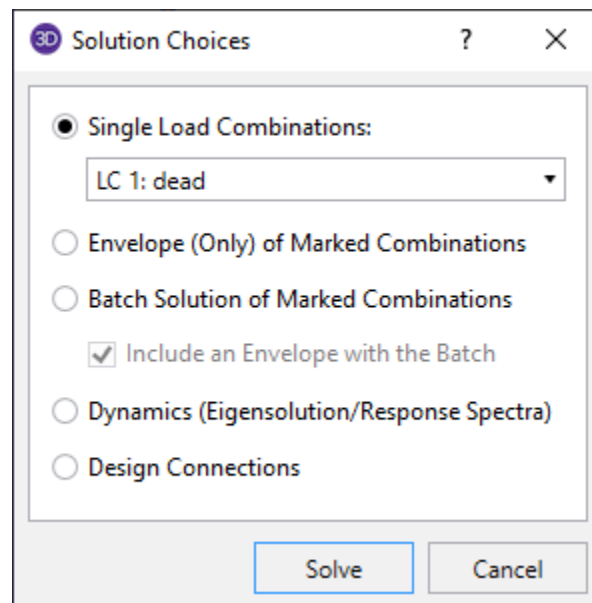 3D Solution Choices ?
Single Load Combinations:
LC 1: dead
Envelope (Only) of Marked Combinations
Batch Solution of Marked Combinations
Include an Envelope with the Batch
Dynamics (Eigensolution/Response Spectra)
Design Connections
Solve Cancel